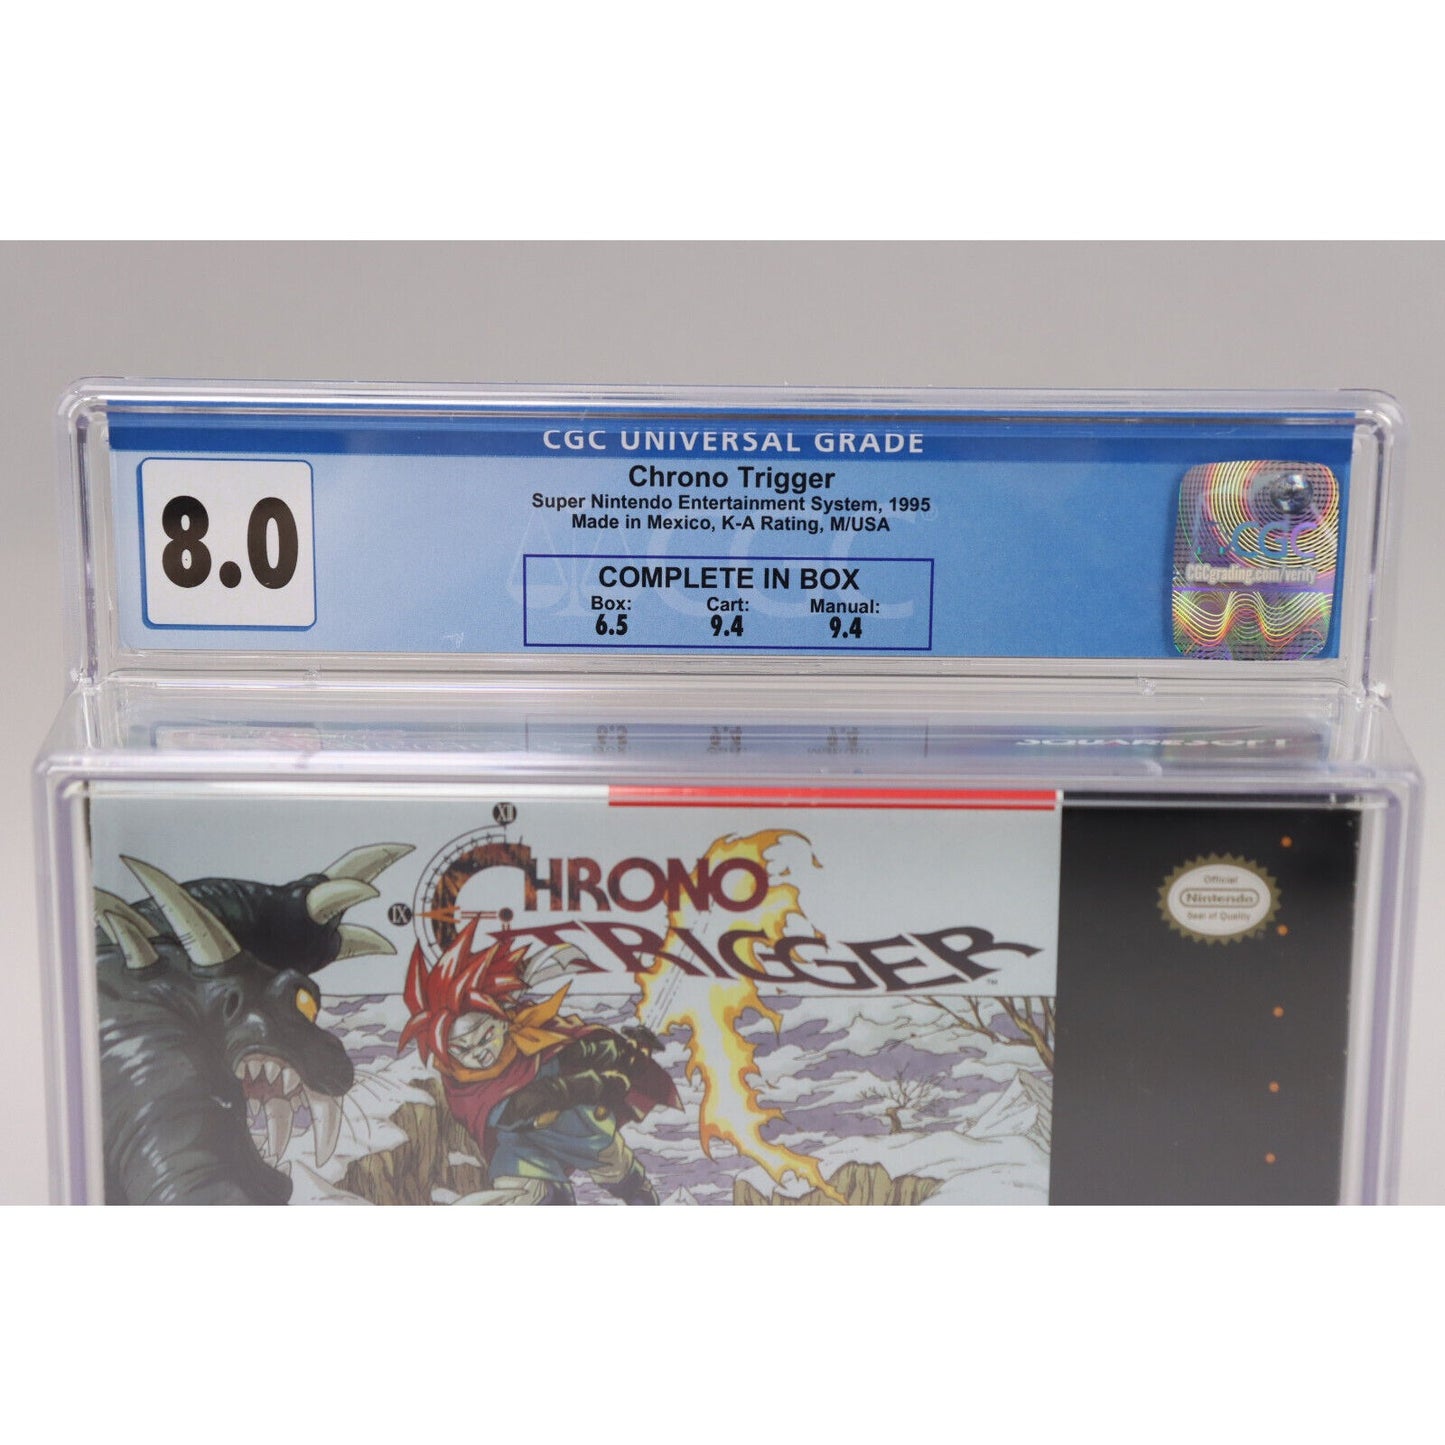 CGC UNIVERSAL GRADE
8.0
Chrono Trigger
Super Nintendo Entertainment System, 1995
Made in Mexico, K-A Rating, M/USA
COMPLETE IN BOX
Box: Cart: Manual:
6.5 9.4 9.4
CGC
CGCgrading.com/verify
XII
IX
CHRONO
TRIGGER™
Official
Nintendo
Seal of Quality